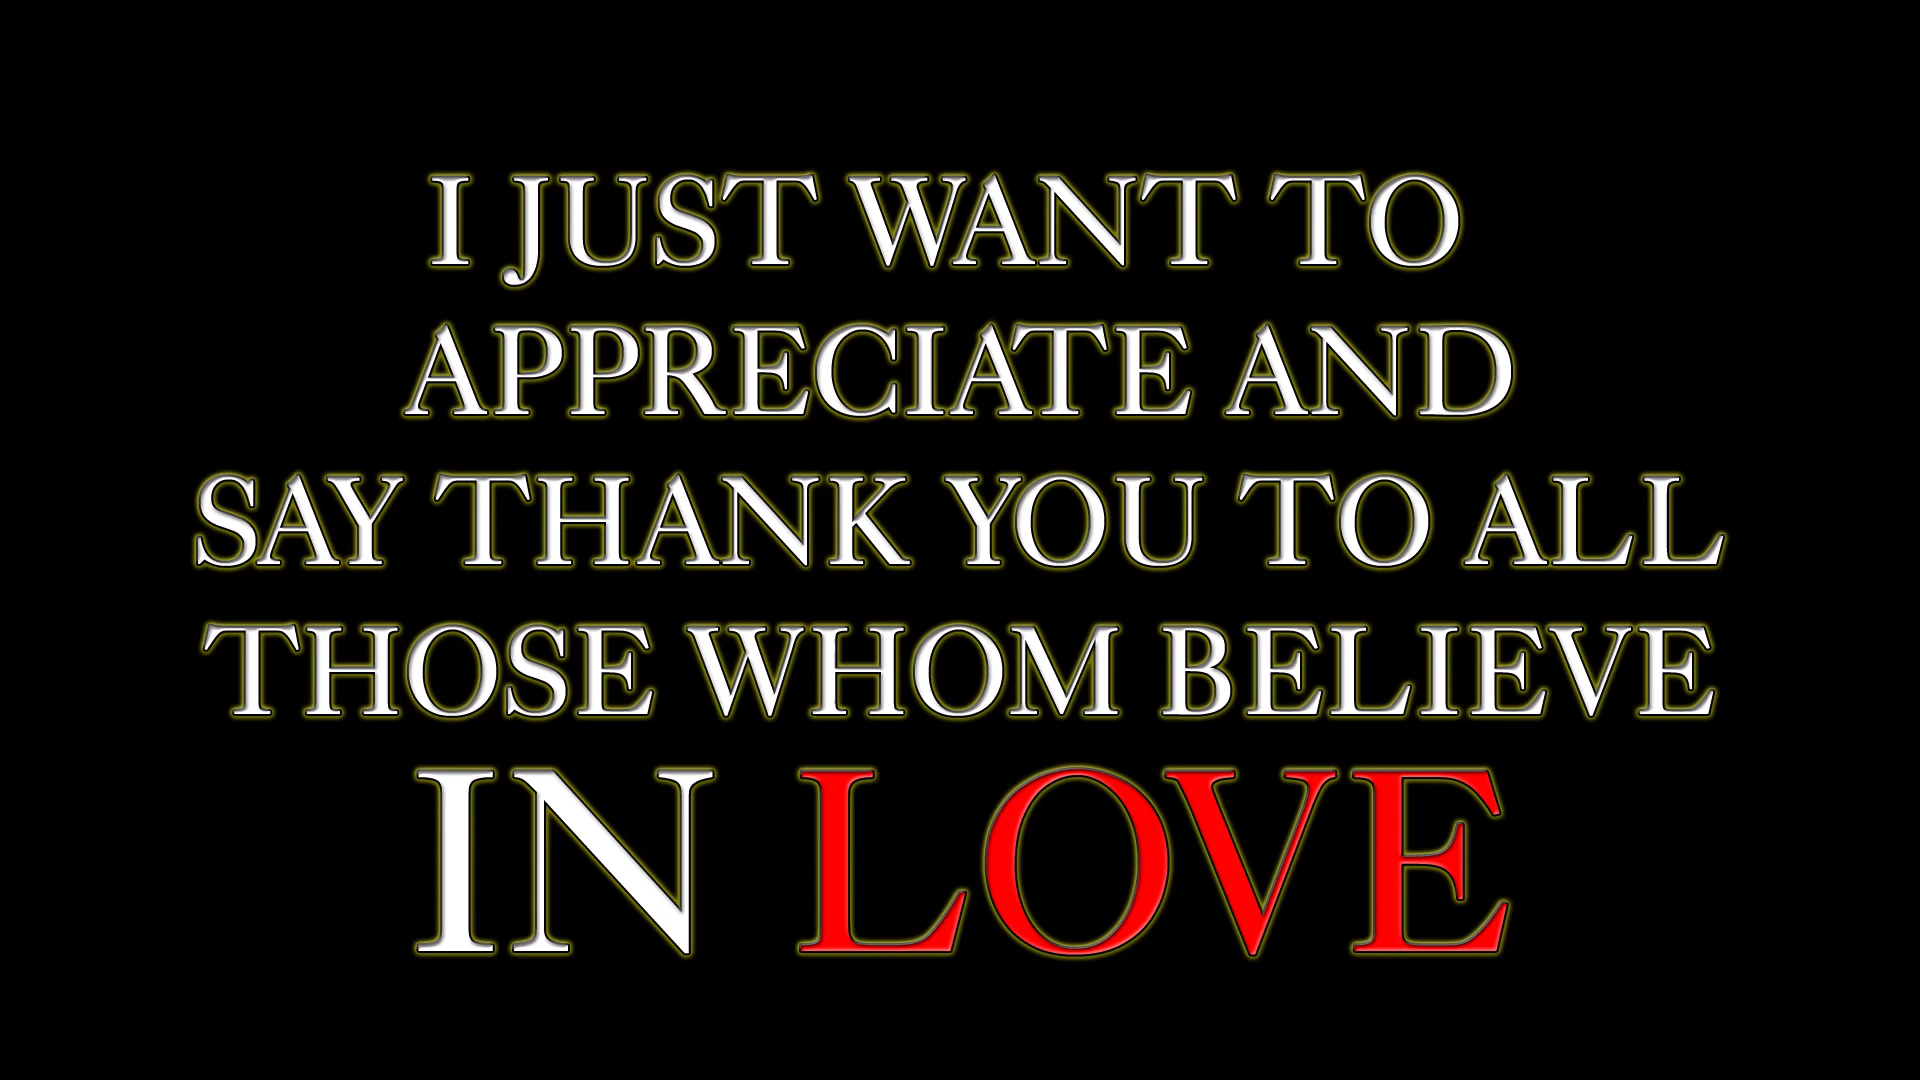 I JUST WANT TO
APPRECIATE AND
SAY THANK YOU TO ALL
THOSE WHOM BELIEVE
IN LOVE